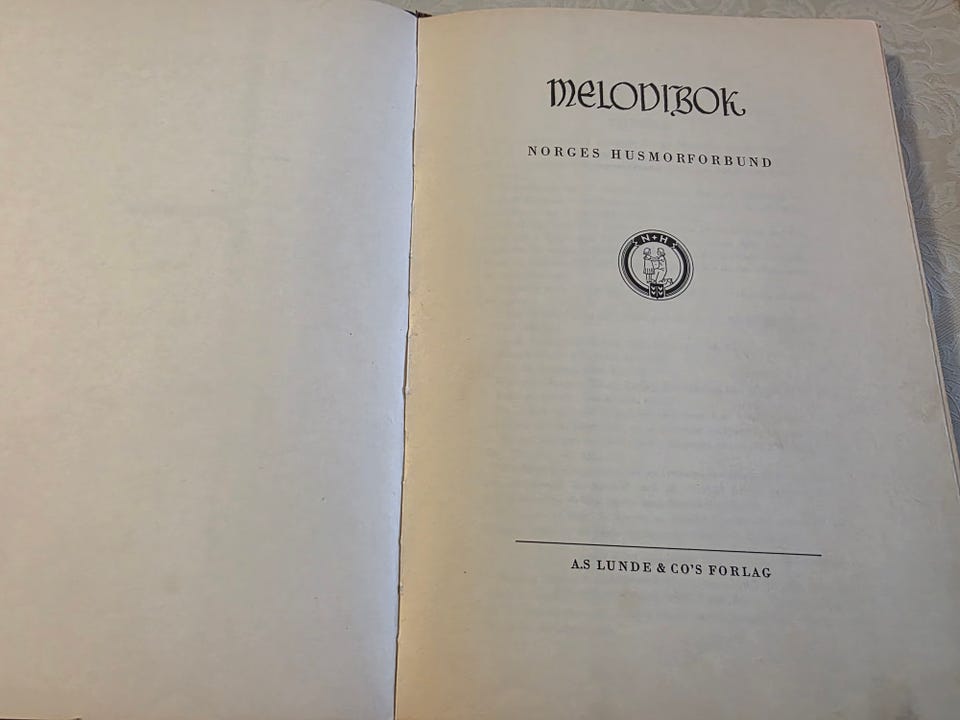 MELODIBOK
NORGES HUSMORFORBUND
N+H
A.S LUNDE & CO'S FORLAG